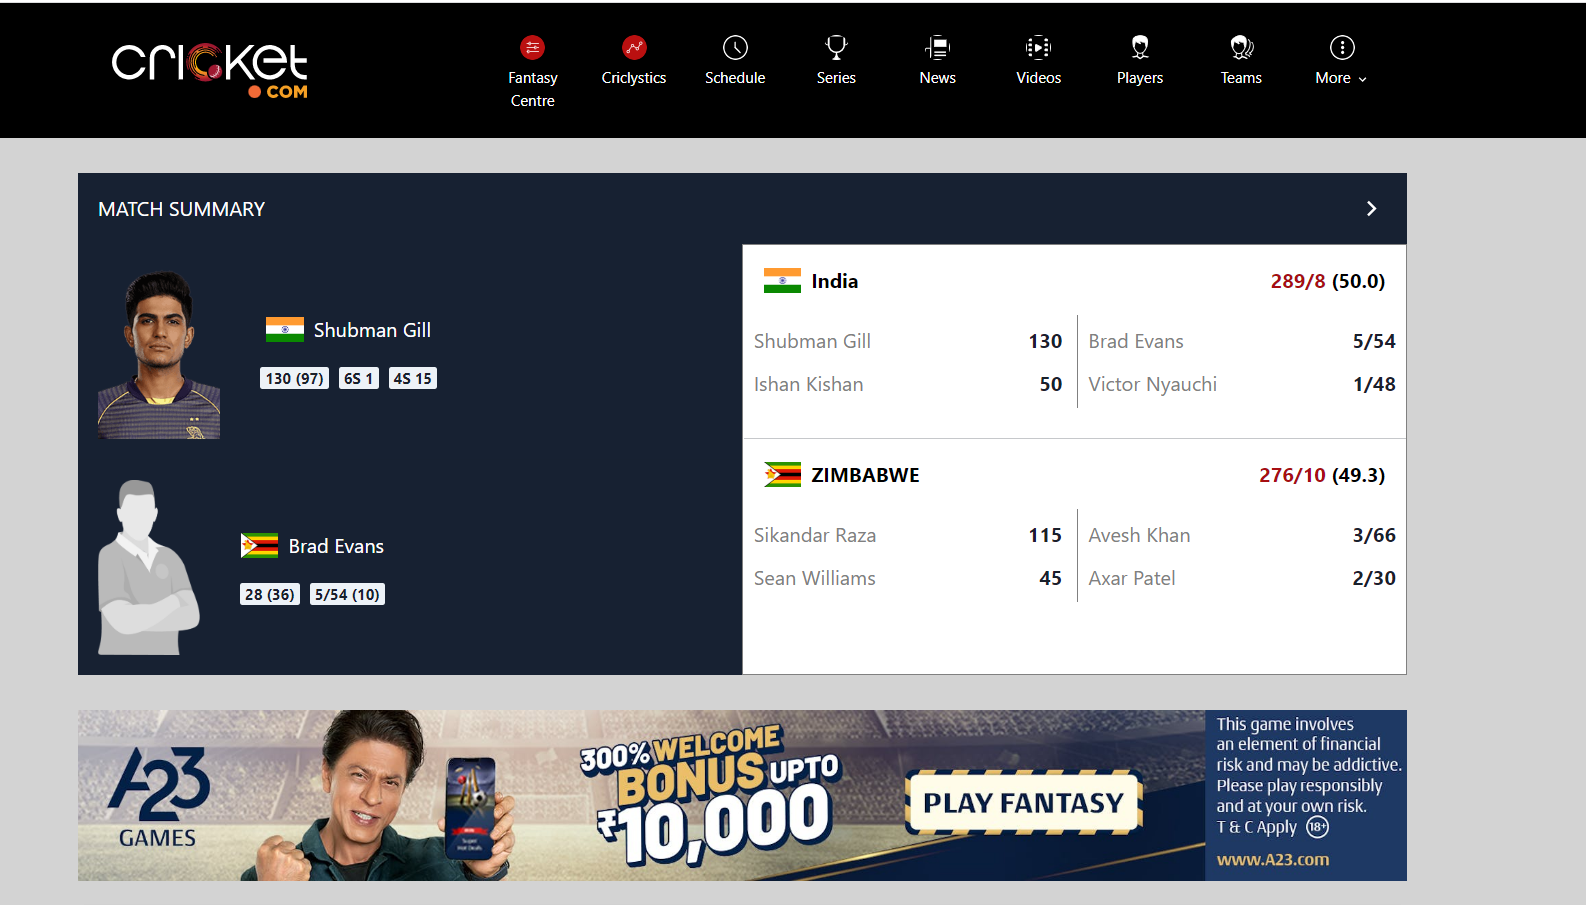 cricket
.COM
Fantasy
Centre
Criclystics
Schedule
Series
News
Videos
Players
Teams
More
MATCH SUMMARY
Shubman Gill
130 (97) 6S 1 4S 15
Brad Evans
28 (36) 5/54 (10)
India 289/8 (50.0)
Shubman Gill 130 Brad Evans 5/54
Ishan Kishan 50 Victor Nyauchi 1/48
ZIMBABWE 276/10 (49.3)
Sikandar Raza 115 Avesh Khan 3/66
Sean Williams 45 Axar Patel 2/30
A23
GAMES
Super
Hot Deals
300% WELCOME
BONUS UPTO
₹10,000
PLAY FANTASY
This game involves
an element of financial
risk and may be addictive.
Please play responsibly
and at your own risk.
T & C Apply 18+
www.A23.com